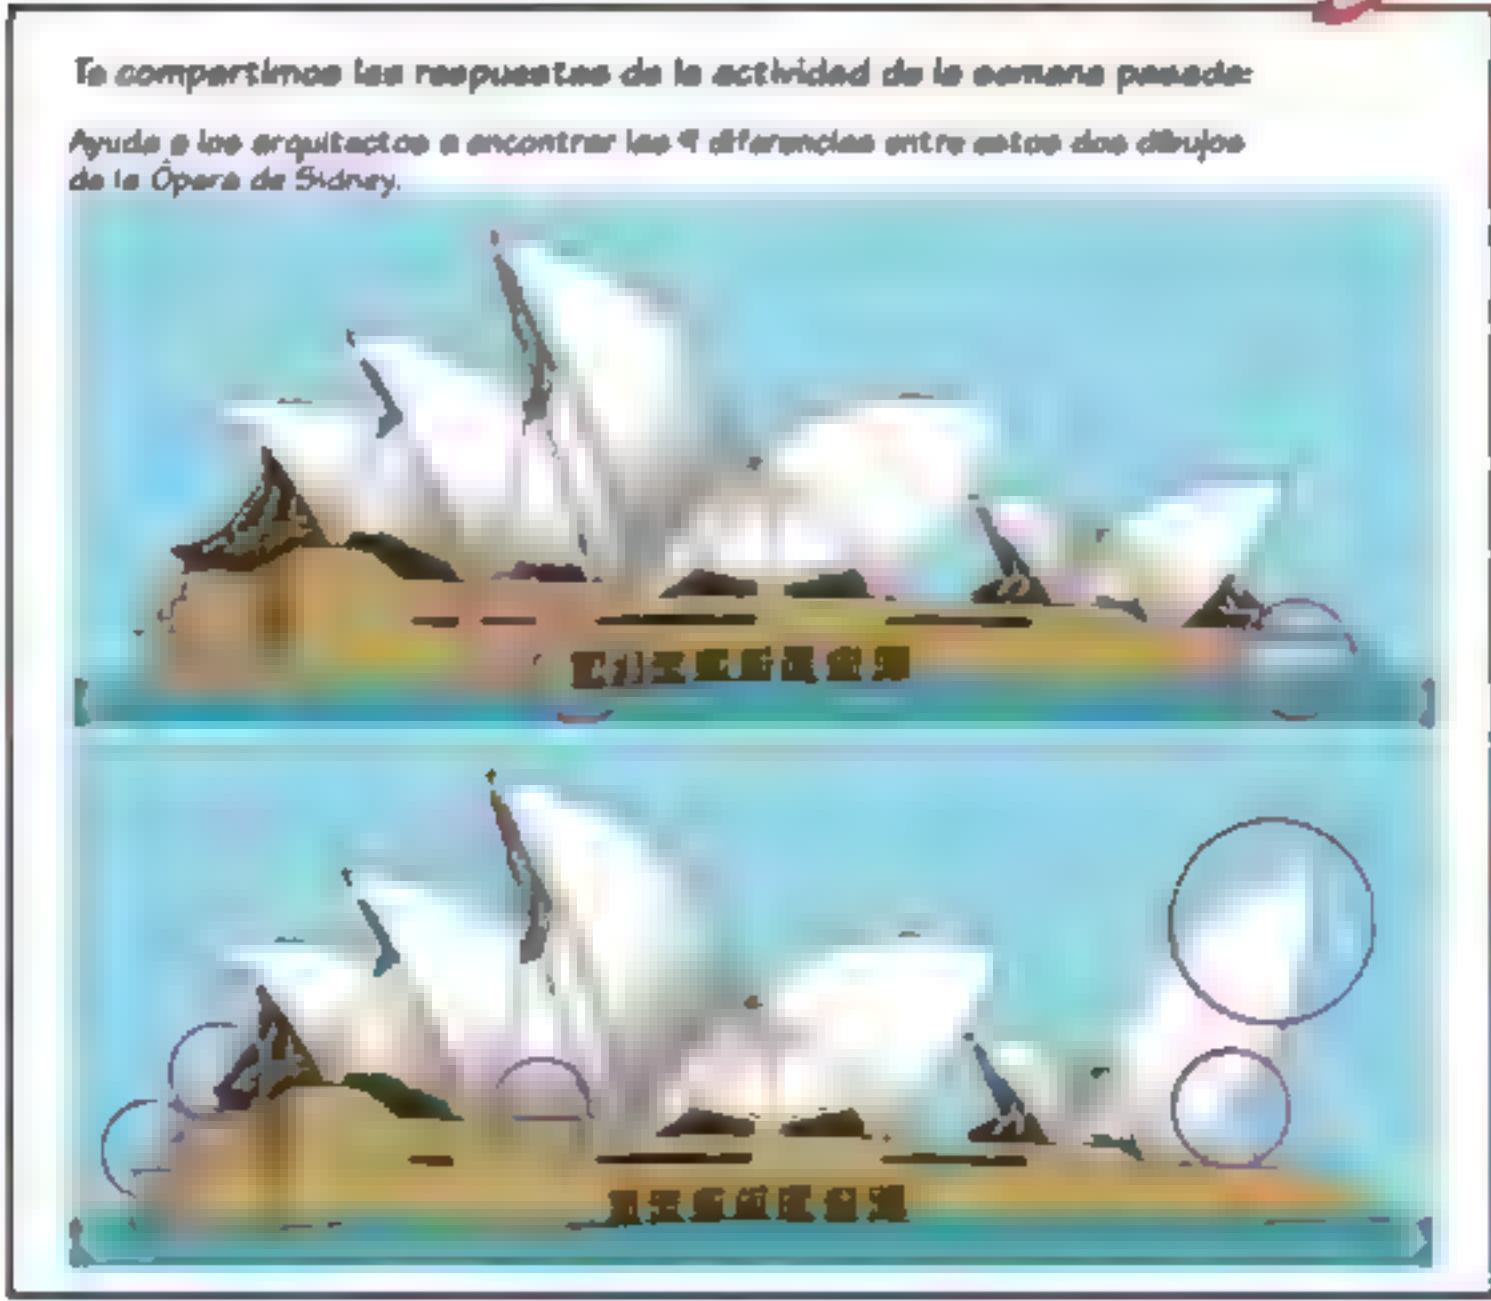 Te compartimos las respuestas de la actividad de la semana pasada:
Ayuda a los arquitectos a encontrar las 9 diferencias entre estos dos dibujos
de la Ópera de Sidney.